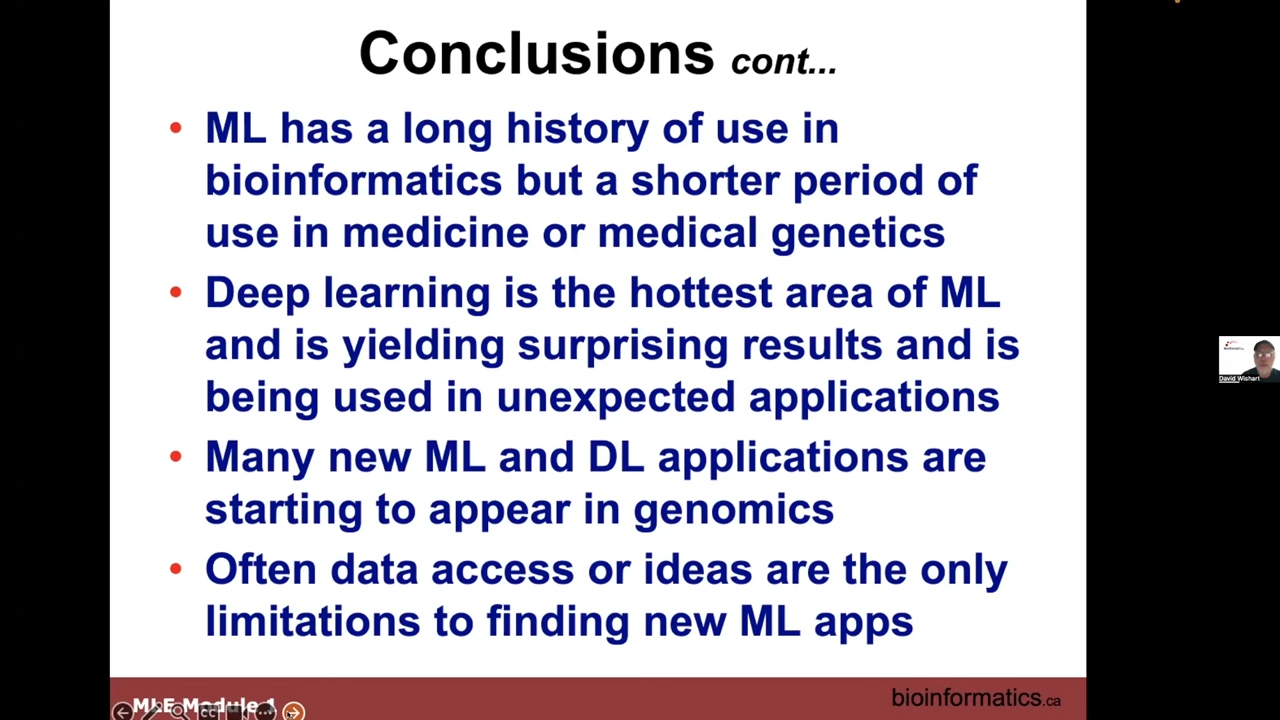 Conclusions cont...
• ML has a long history of use in
bioinformatics but a shorter period of
use in medicine or medical genetics
• Deep learning is the hottest area of ML
and is yielding surprising results and is
being used in unexpected applications
• Many new ML and DL applications are
starting to appear in genomics
• Often data access or ideas are the only
limitations to finding new ML apps
David Wishart
MLE Module 1
bioinformatics.ca